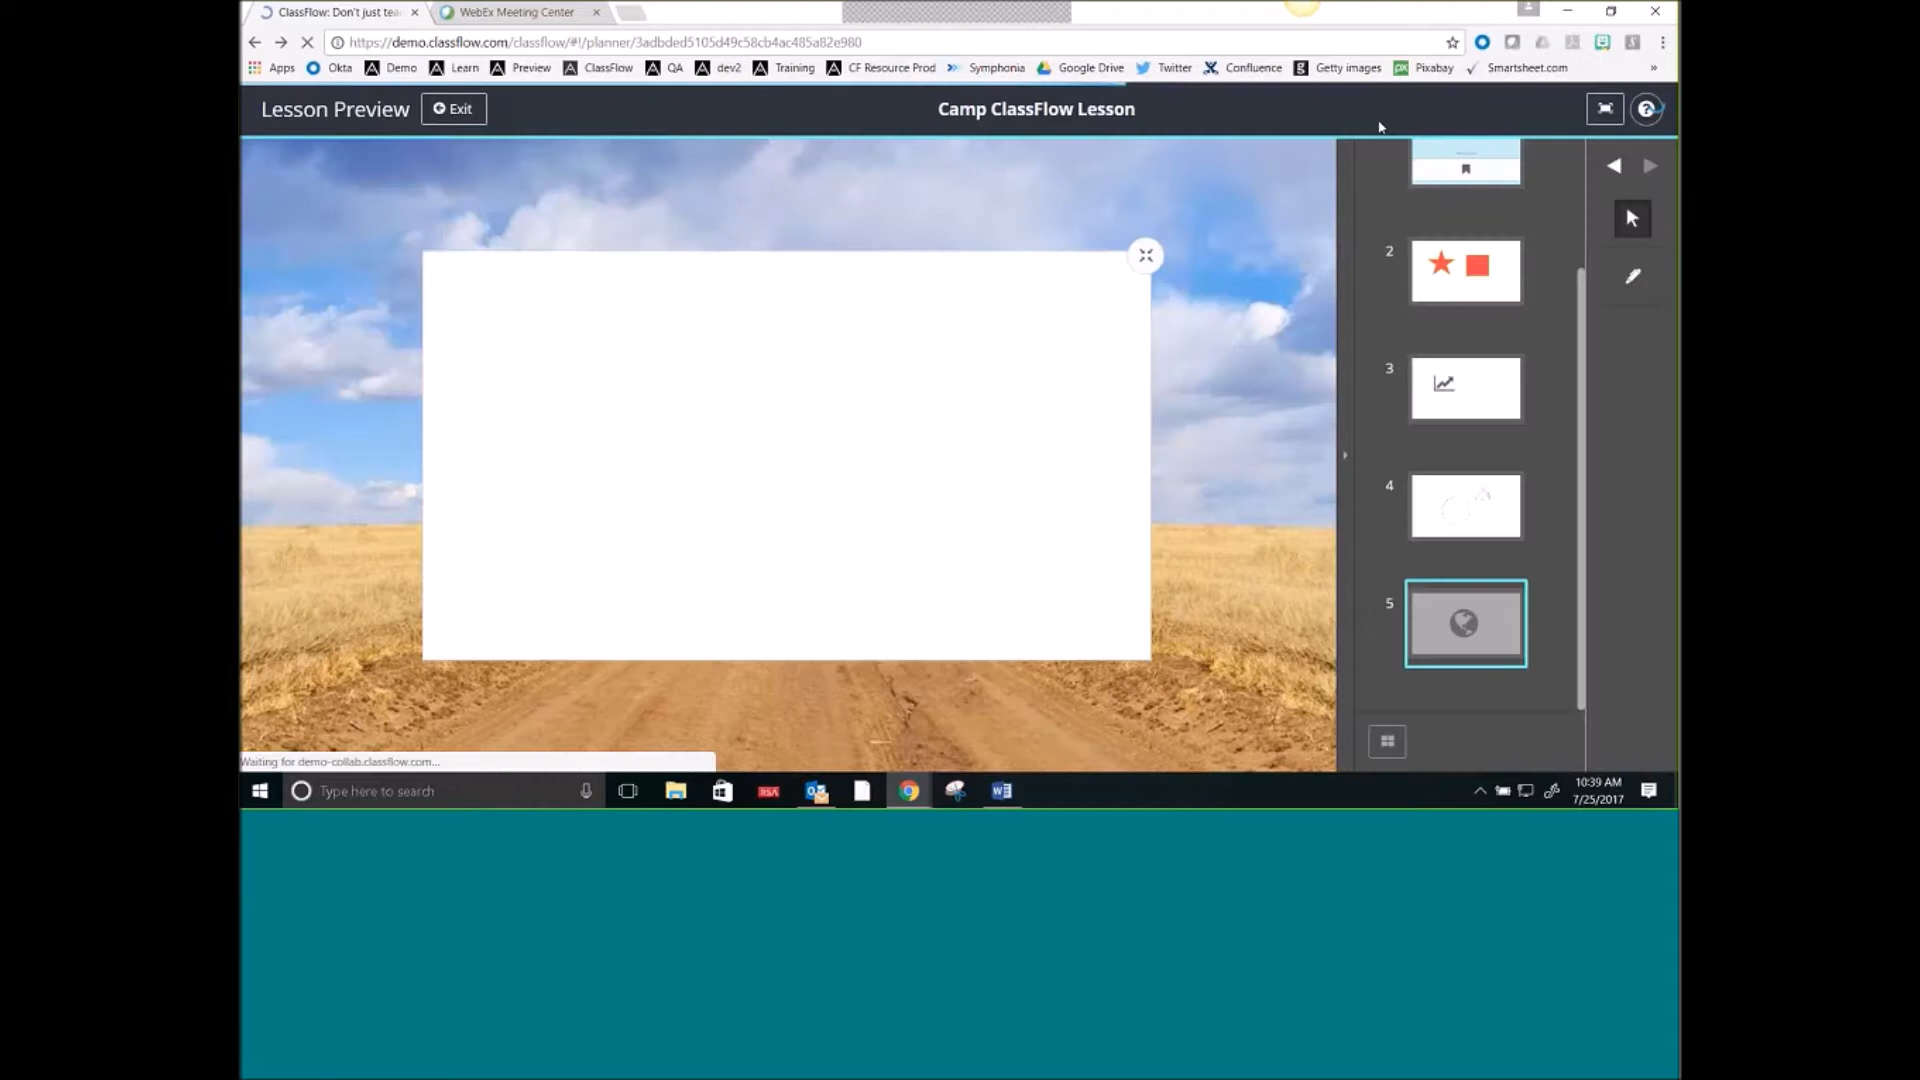 ClassFlow: Don't just tea
WebEx Meeting Center
https://demo.classflow.com/classflow/#!/planner/3adbded5105d49c58cb4ac485a82e980
Apps Okta Demo Learn Preview ClassFlow QA dev2 Training CF Resource Prod Symphonia Google Drive Twitter Confluence Getty images Pixabay Smartsheet.com »
Lesson Preview Exit Camp ClassFlow Lesson
2
3
4
5
Waiting for demo-collab.classflow.com...
Type here to search
RSA
10:39 AM
7/25/2017